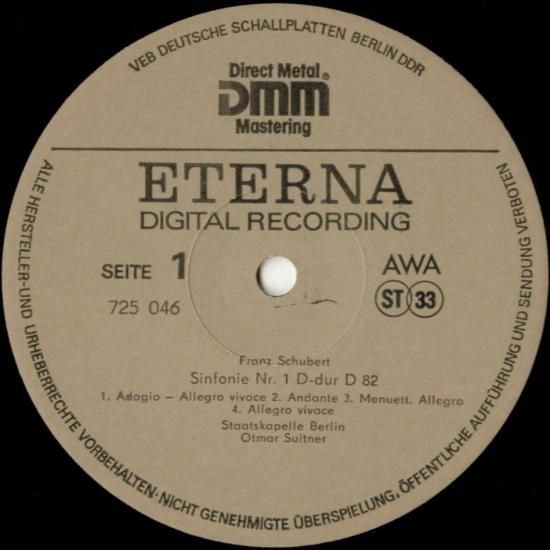 VEB DEUTSCHE SCHALLPLATTEN BERLIN DDR
Direct Metal®
DMM
Mastering
ETERNA
DIGITAL RECORDING
SEITE 1
AWA
725 046
ST 33
Franz Schubert
Sinfonie Nr. 1 D-dur D 82
1. Adagio – Allegro vivace 2. Andante 3. Menuett. Allegro
4. Allegro vivace
Staatskapelle Berlin
Otmar Suitner
ALLE HERSTELLER-UND URHEBERRECHTE VORBEHALTEN·NICHT GENEHMIGTE ÜBERSPIELUNG, ÖFFENTLICHE AUFFÜHRUNG UND SENDUNG VERBOTEN